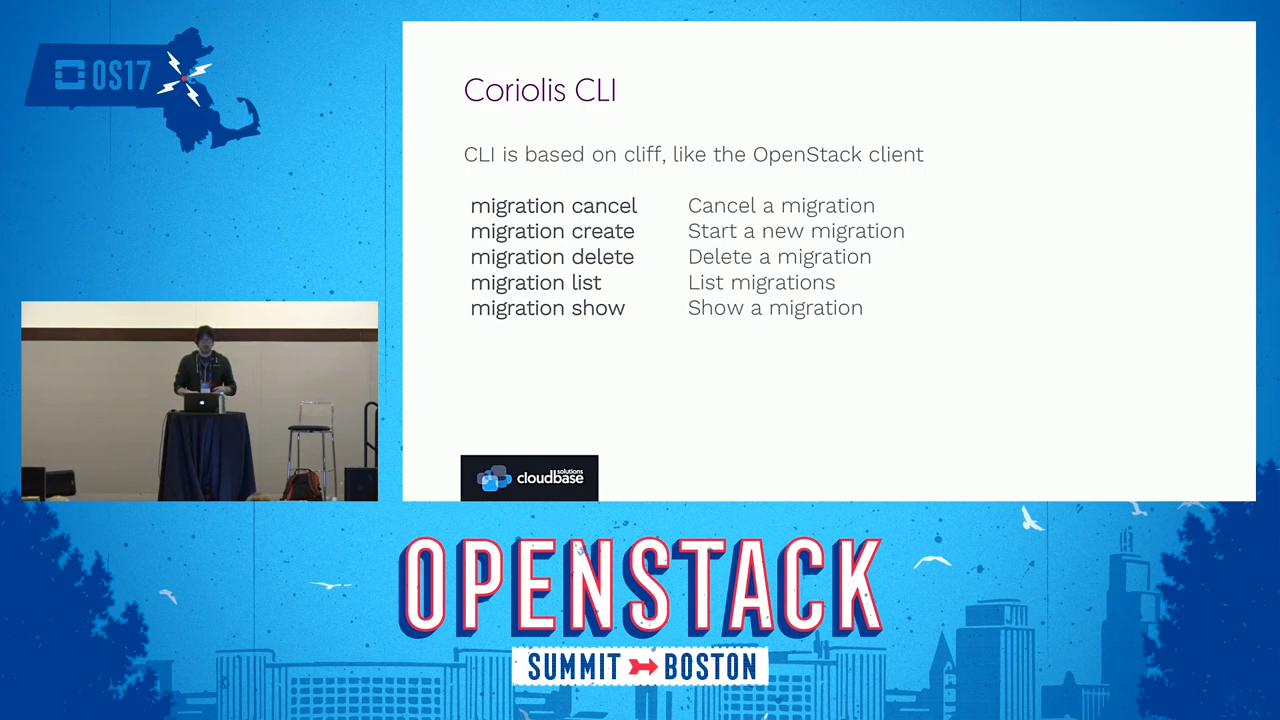 OS17
Coriolis CLI
CLI is based on cliff, like the OpenStack client
migration cancel Cancel a migration
migration create Start a new migration
migration delete Delete a migration
migration list List migrations
migration show Show a migration
cloudbase solutions
OPENSTACK
SUMMIT BOSTON